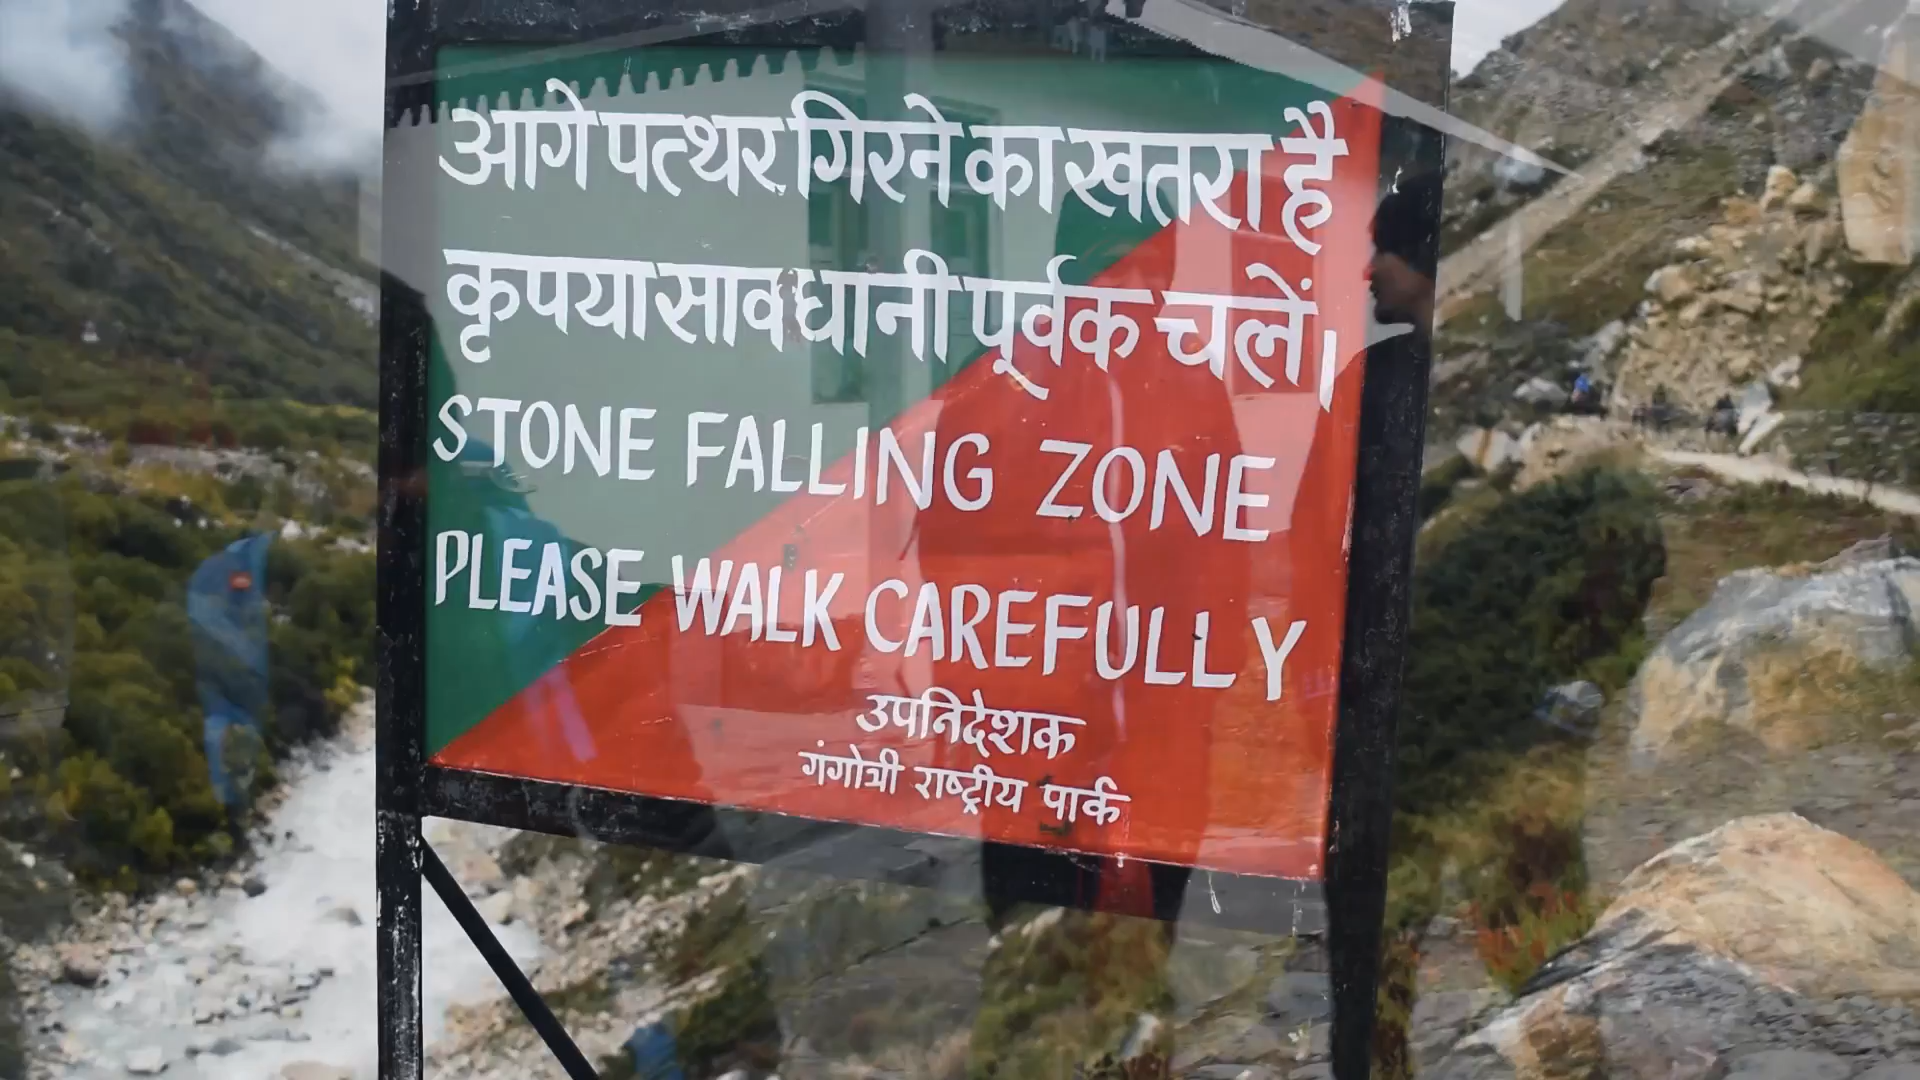 आगे पत्थर गिरने का खतरा है
कृपया सावधानी पूर्वक चलें।
STONE FALLING ZONE
PLEASE WALK CAREFULLY
उपनिदेशक
गंगोत्री राष्ट्रीय पार्क